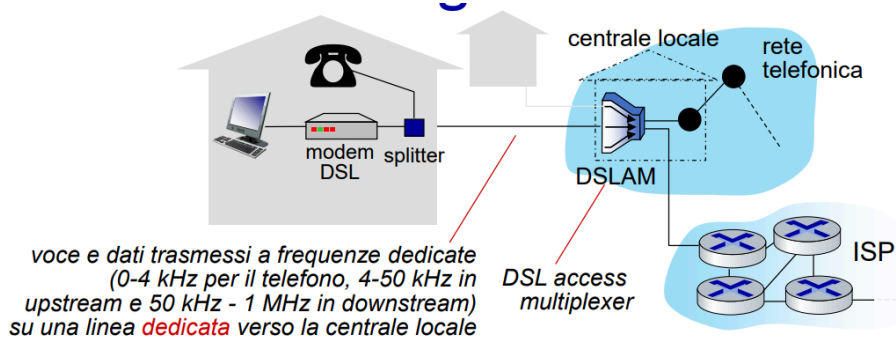 centrale locale
rete
telefonica
modem
DSL
splitter
DSLAM
ISP
voce e dati trasmessi a frequenze dedicate
(0-4 kHz per il telefono, 4-50 kHz in
upstream e 50 kHz - 1 MHz in downstream)
su una linea dedicata verso la centrale locale
DSL access
multiplexer